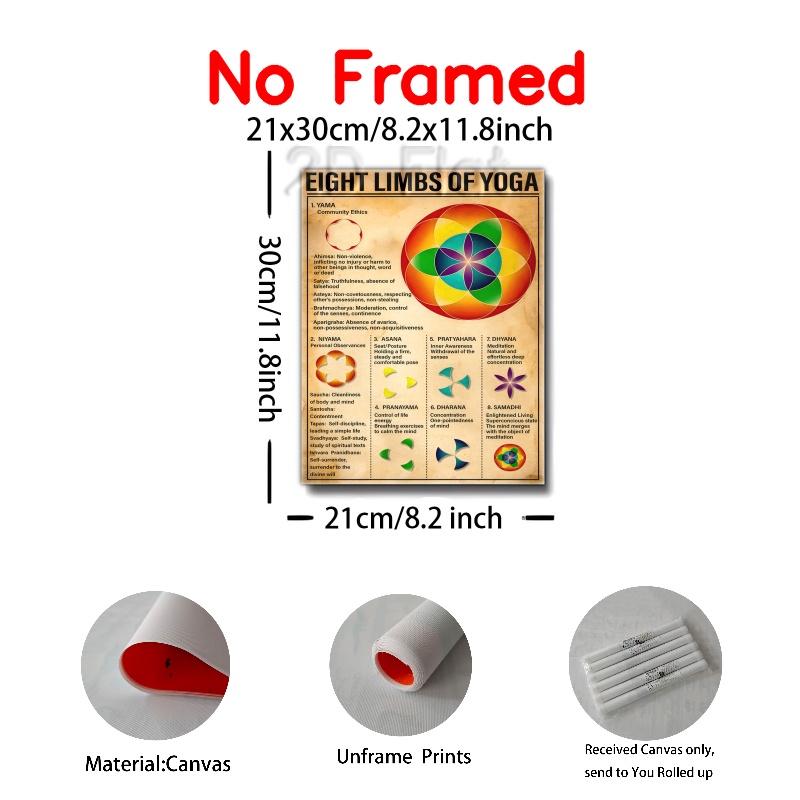 No Framed
21x30cm/8.2x11.8inch
2D Flat
EIGHT LIMBS OF YOGA
1. YAMA
Community Ethics
Ahimsa: Non-violence,
inflicting no injury or harm to
other beings in thought, word
or deed
Satya: Truthfulness, absence of
falsehood
Asteya: Non-covetousness, respecting
other's possessions, non-stealing
Brahmacherya: Moderation, control
of the senses, continence
Aparigraha: Absence of avarice,
non-possessiveness, non-acquisitiveness
2. NIYAMA
Personal Observances
Saucha: Cleanliness
of body and mind
Santosha:
Contentment
Tapas: Self-discipline,
leading a simple life
Svadhyaya: Self-study,
study of spiritual texts
Ishvara Pranidhana:
Self-surrender,
surrender to the
divine will
3. ASANA
Seat/Posture
Holding a firm,
steady and
comfortable pose
4. PRANAYAMA
Control of life
energy
Breathing exercises
to calm the mind
5. PRATYAHARA
Inner Awareness
Withdrawal of the
senses
6. DHARANA
Concentration
One-pointedness
of mind
7. DHYANA
Meditation
Natural and
effortless deep
concentration
8. SAMADHI
Enlightened Living
Superconcious state
The mind merges
with the object of
meditation
30cm/11.8inch
21cm/8.2 inch
Material:Canvas
Unframe Prints
Received Canvas only,
send to You Rolled up